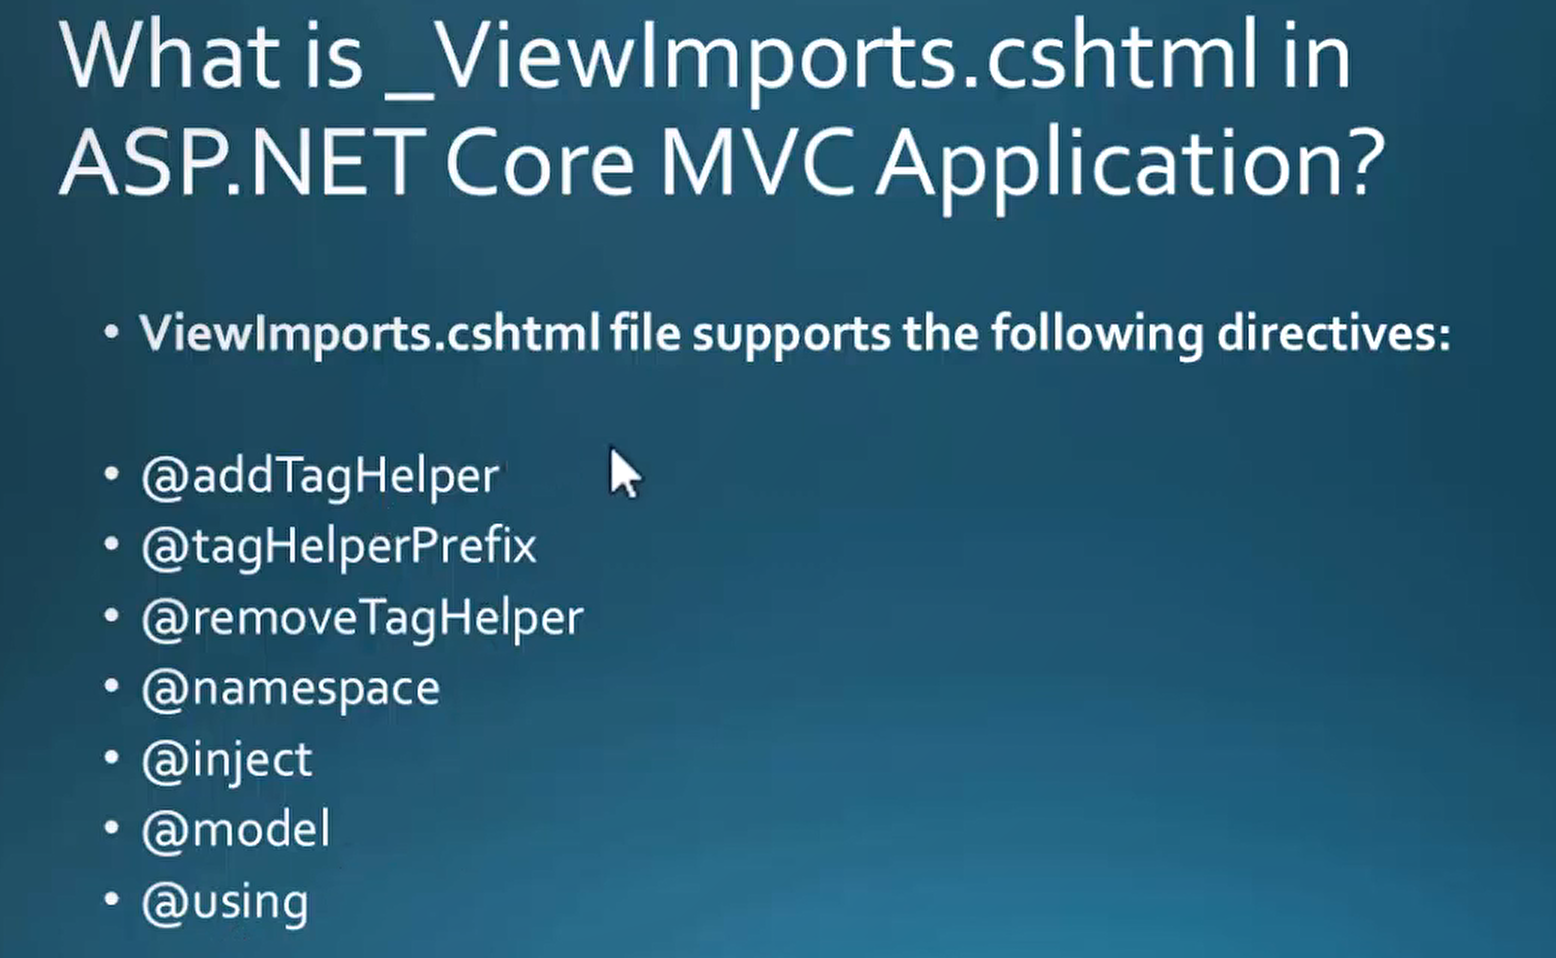 What is _ViewImports.cshtml in
ASP.NET Core MVC Application?
• ViewImports.cshtml file supports the following directives:
• @addTagHelper
• @tagHelperPrefix
• @removeTagHelper
• @namespace
• @inject
• @model
• @using